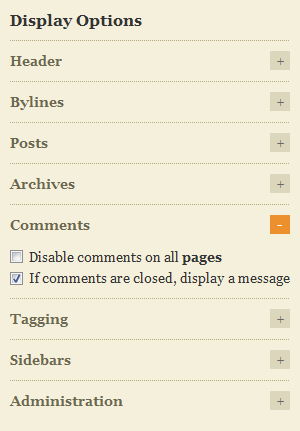 Display Options
Header +
Bylines +
Posts +
Archives +
Comments -
Disable comments on all pages
If comments are closed, display a message
Tagging +
Sidebars +
Administration +